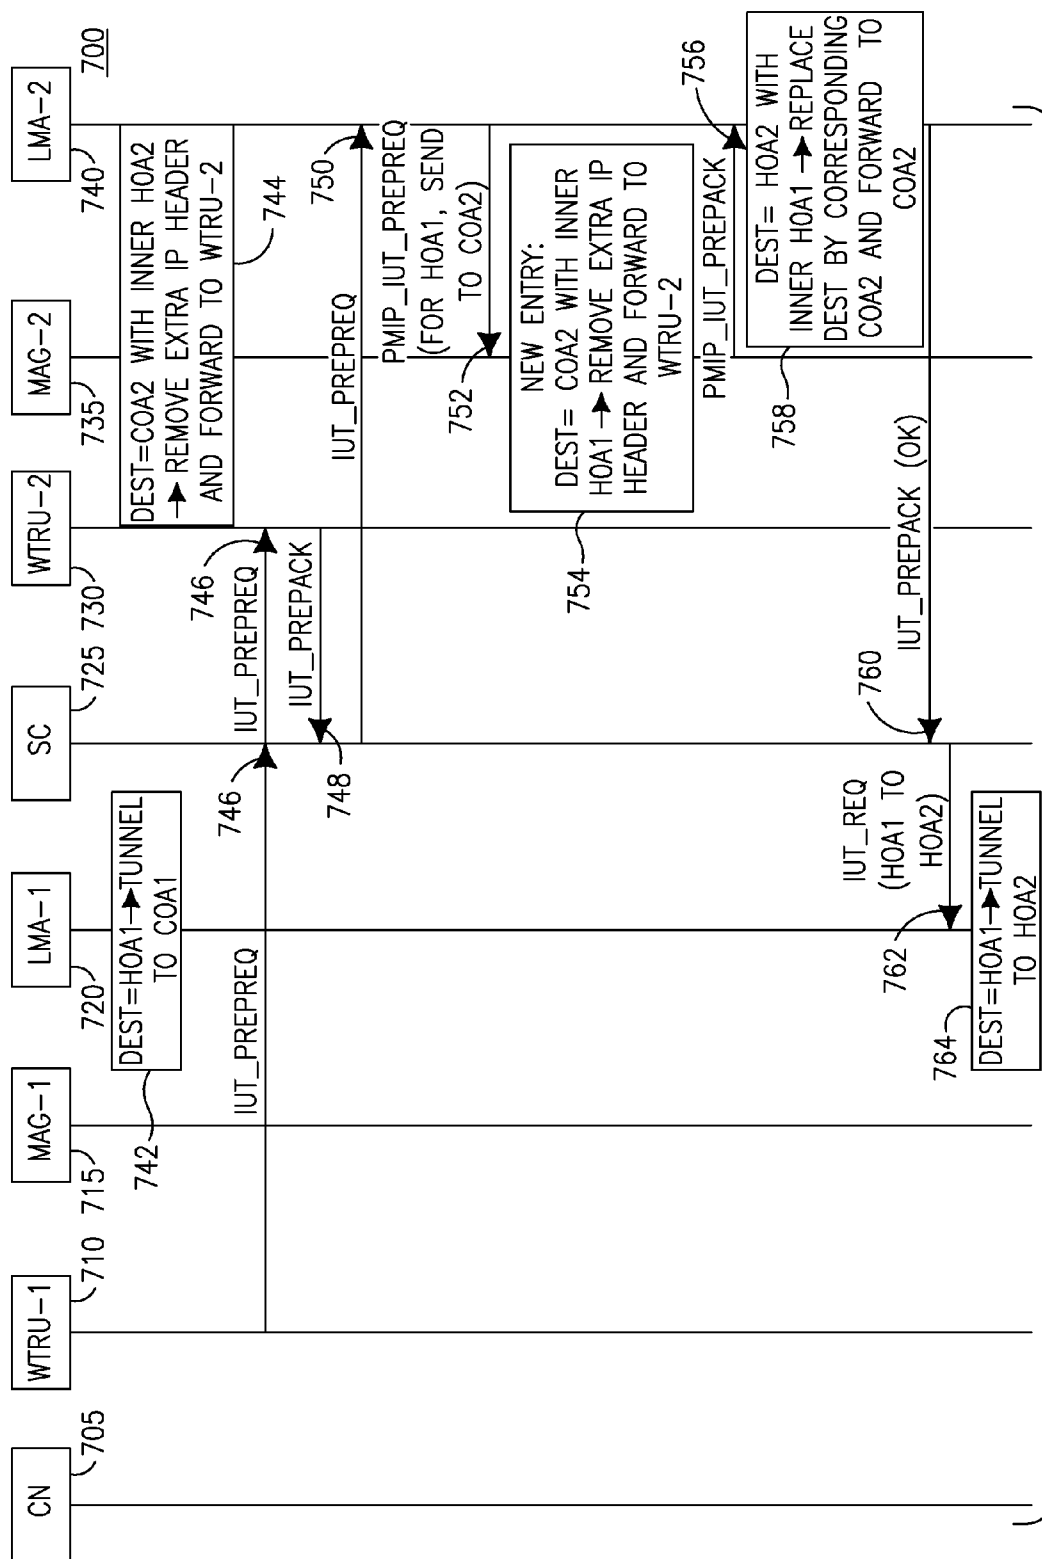 700
CN
705
WTRU-1
710
MAG-1
715
LMA-1
720
SC
725
WTRU-2
730
MAG-2
735
LMA-2
740
DEST=HOA1→TUNNEL
TO COA1
742
DEST=COA2 WITH INNER HOA2
→ REMOVE EXTRA IP HEADER
AND FORWARD TO WTRU-2
744
IUT_PREPREQ
746
IUT_PREPREQ
746
IUT_PREPACK
748
IUT_PREPREQ
750
PMIP_IUT_PREPREQ
(FOR HOA1, SEND
TO COA2)
752
NEW ENTRY:
DEST= COA2 WITH INNER
HOA1→ REMOVE EXTRA IP
HEADER AND FORWARD TO
WTRU-2
754
PMIP_IUT_PREPACK
756
DEST= HOA2 WITH
INNER HOA1→REPLACE
DEST BY CORRESPONDING
COA2 AND FORWARD TO
COA2
758
IUT_PREPACK (OK)
760
IUT_REQ
(HOA1 TO
HOA2)
762
DEST=HOA1→TUNNEL
TO HOA2
764